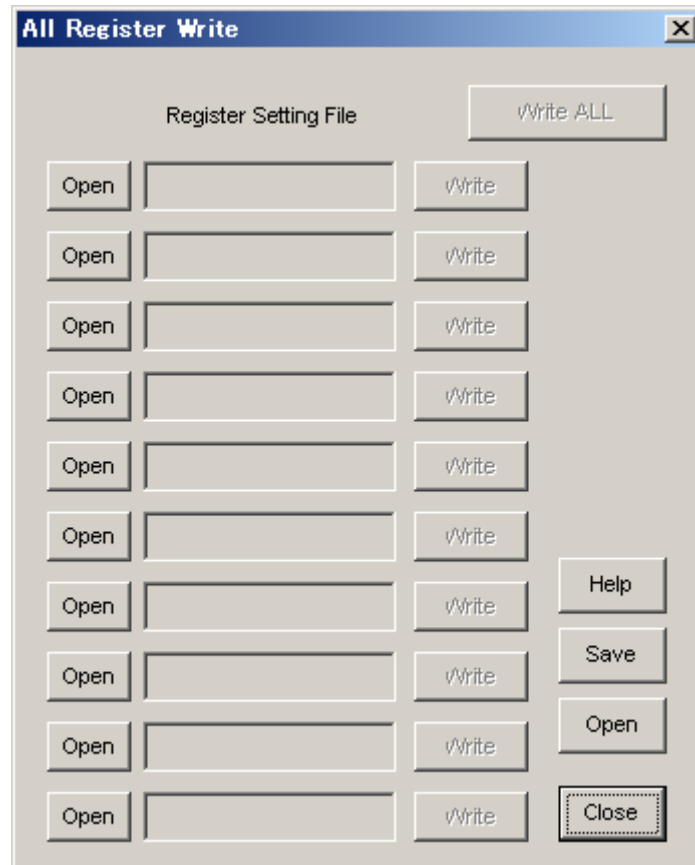 All Register Write
Register Setting File Write ALL
Open Write
Open Write
Open Write
Open Write
Open Write
Open Write
Open Write Help
Open Write Save
Open Write Open
Open Write Close